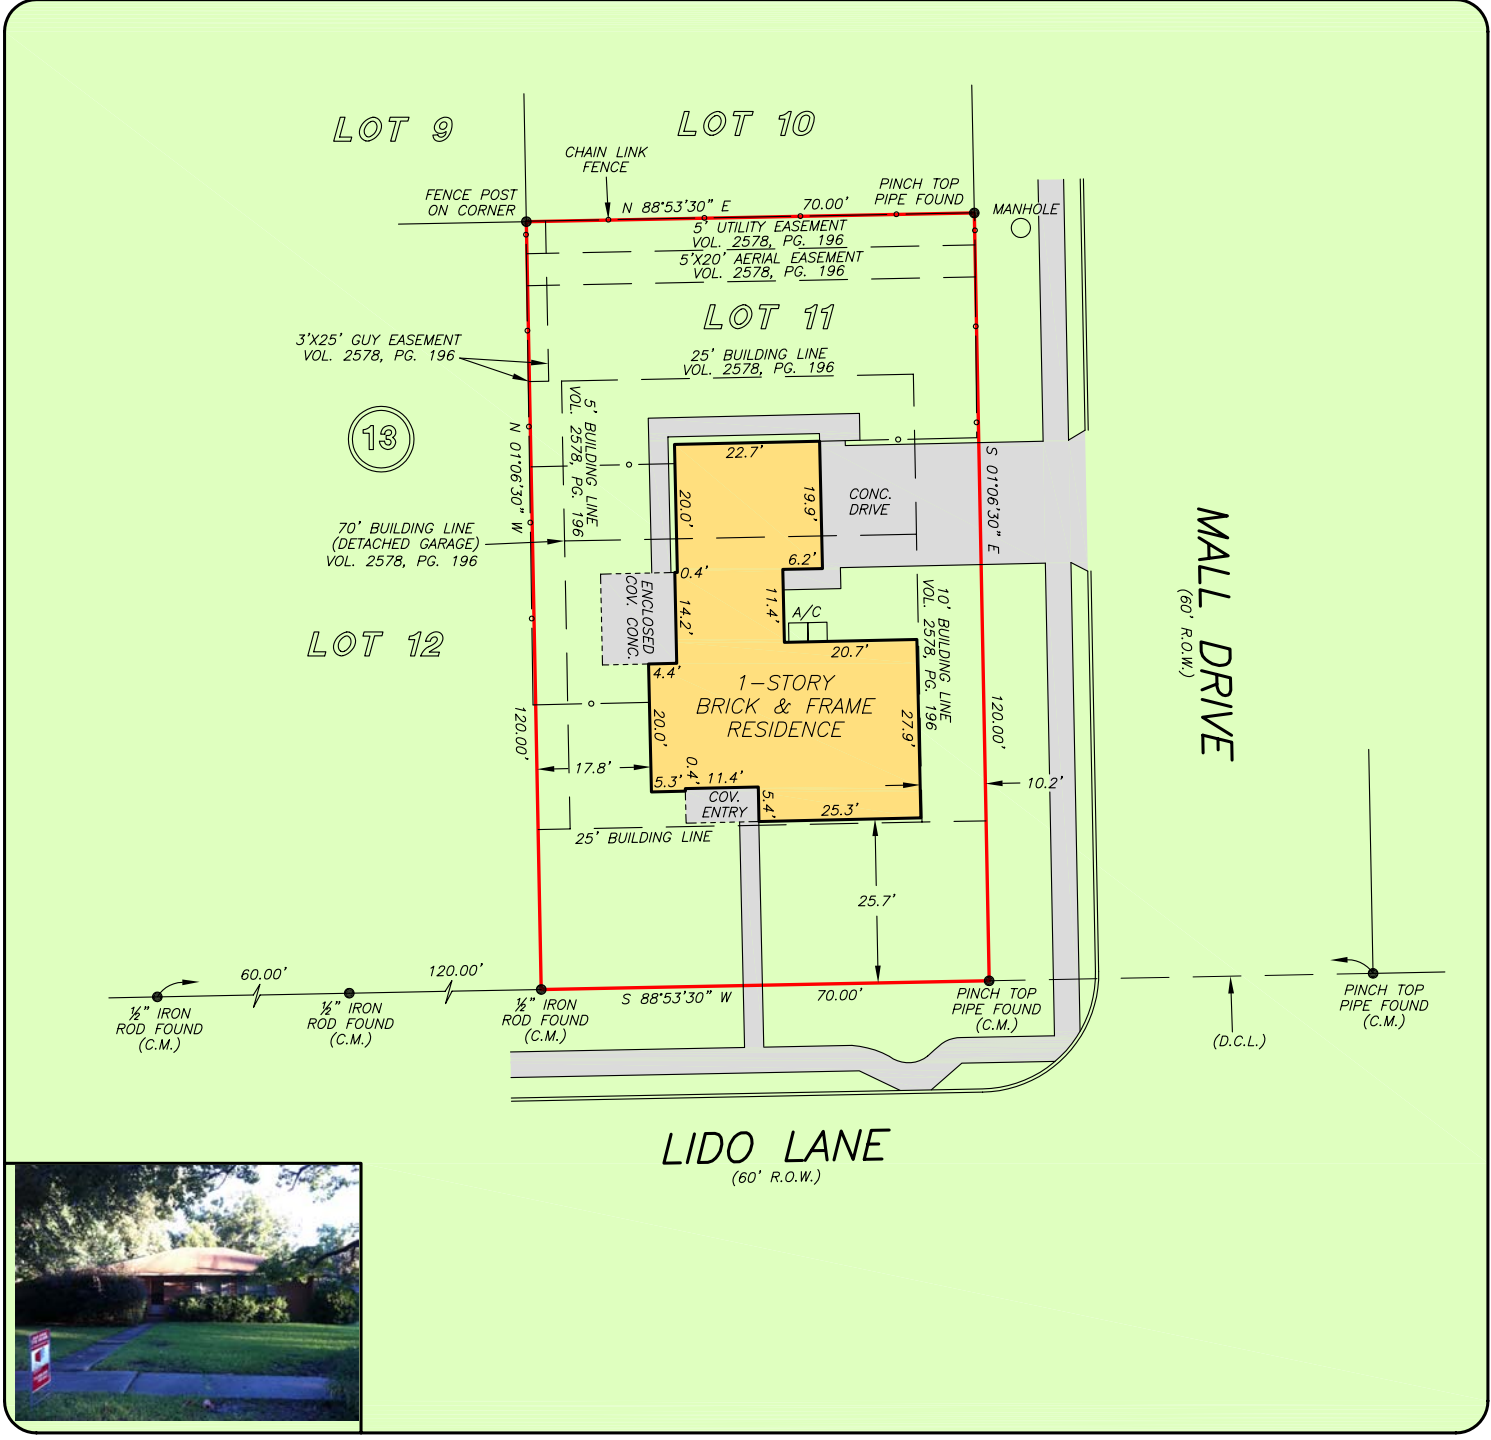 LOT 9
LOT 10
CHAIN LINK
FENCE
FENCE POST
ON CORNER
PINCH TOP
PIPE FOUND
MANHOLE
N 88°53'30" E
70.00'
5' UTILITY EASEMENT
VOL. 2578, PG. 196
5'X20' AERIAL EASEMENT
VOL. 2578, PG. 196
LOT 11
3'X25' GUY EASEMENT
VOL. 2578, PG. 196
25' BUILDING LINE
VOL. 2578, PG. 196
13
N 01°06'30" W
5' BUILDING LINE
VOL. 2578, PG. 196
22.7'
20.0'
19.9'
CONC.
DRIVE
S 01°06'30" E
70' BUILDING LINE
(DETACHED GARAGE)
VOL. 2578, PG. 196
0.4'
6.2'
ENCLOSED
COV. CONC.
14.2'
11.4'
A/C
10' BUILDING LINE
VOL. 2578, PG. 196
MALL DRIVE
(60' R.O.W.)
LOT 12
20.7'
4.4'
1-STORY
BRICK & FRAME
RESIDENCE
120.00'
20.0'
27.9'
120.00'
17.8'
5.3'
0.4'
11.4'
10.2'
COV.
ENTRY
5.4'
25.3'
25' BUILDING LINE
25.7'
60.00'
120.00'
S 88°53'30" W
70.00'
½" IRON
ROD FOUND
(C.M.)
½" IRON
ROD FOUND
(C.M.)
½" IRON
ROD FOUND
(C.M.)
PINCH TOP
PIPE FOUND
(C.M.)
(D.C.L.)
PINCH TOP
PIPE FOUND
(C.M.)
LIDO LANE
(60' R.O.W.)